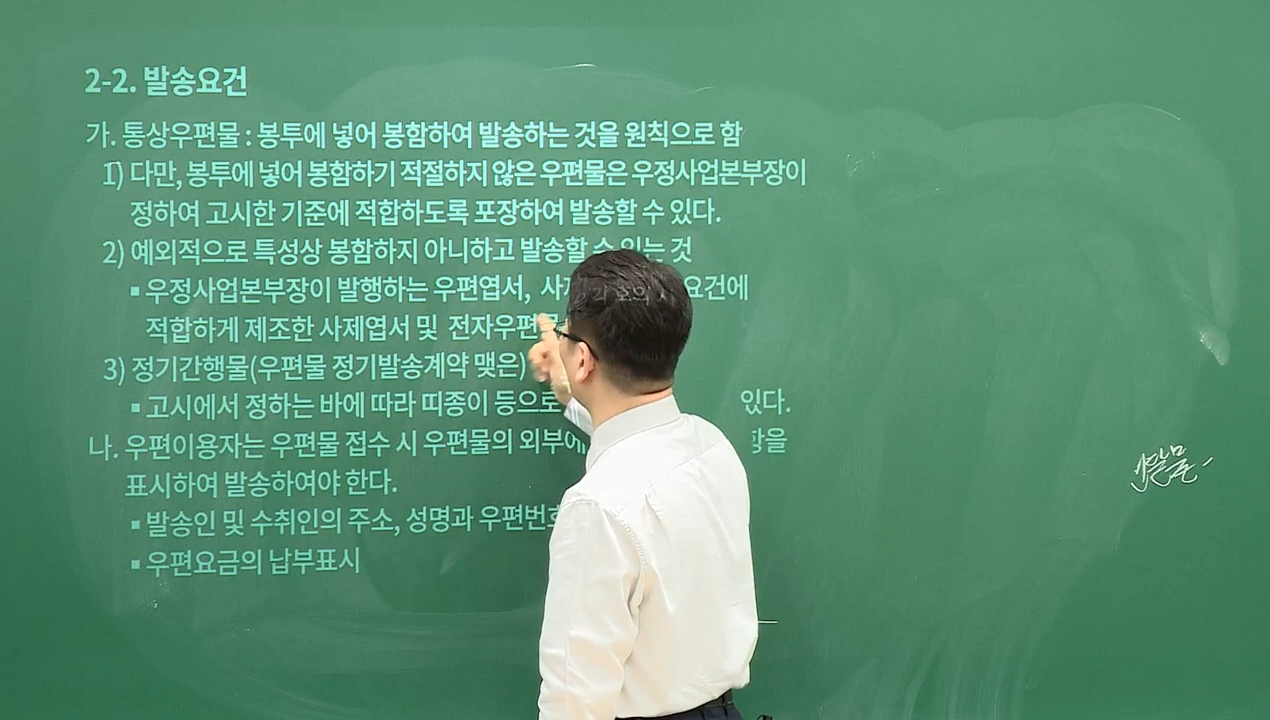 2-2. 발송요건
가. 통상우편물 : 봉투에 넣어 봉함하여 발송하는 것을 원칙으로 함
1) 다만, 봉투에 넣어 봉함하기 적절하지 않은 우편물은 우정사업본부장이
정하여 고시한 기준에 적합하도록 포장하여 발송할 수 있다.
2) 예외적으로 특성상 봉함하지 아니하고 발송할 수 있는 것
▪ 우정사업본부장이 발행하는 우편엽서, 요건에
적합하게 제조한 사제엽서 및 전자우편물
3) 정기간행물(우편물 정기발송계약 맺은)
▪ 고시에서 정하는 바에 따라 띠종이 등으로 있다.
나. 우편이용자는 우편물 접수 시 우편물의 외부에
표시하여 발송하여야 한다.
▪ 발송인 및 수취인의 주소, 성명과 우편번호
▪ 우편요금의 납부표시